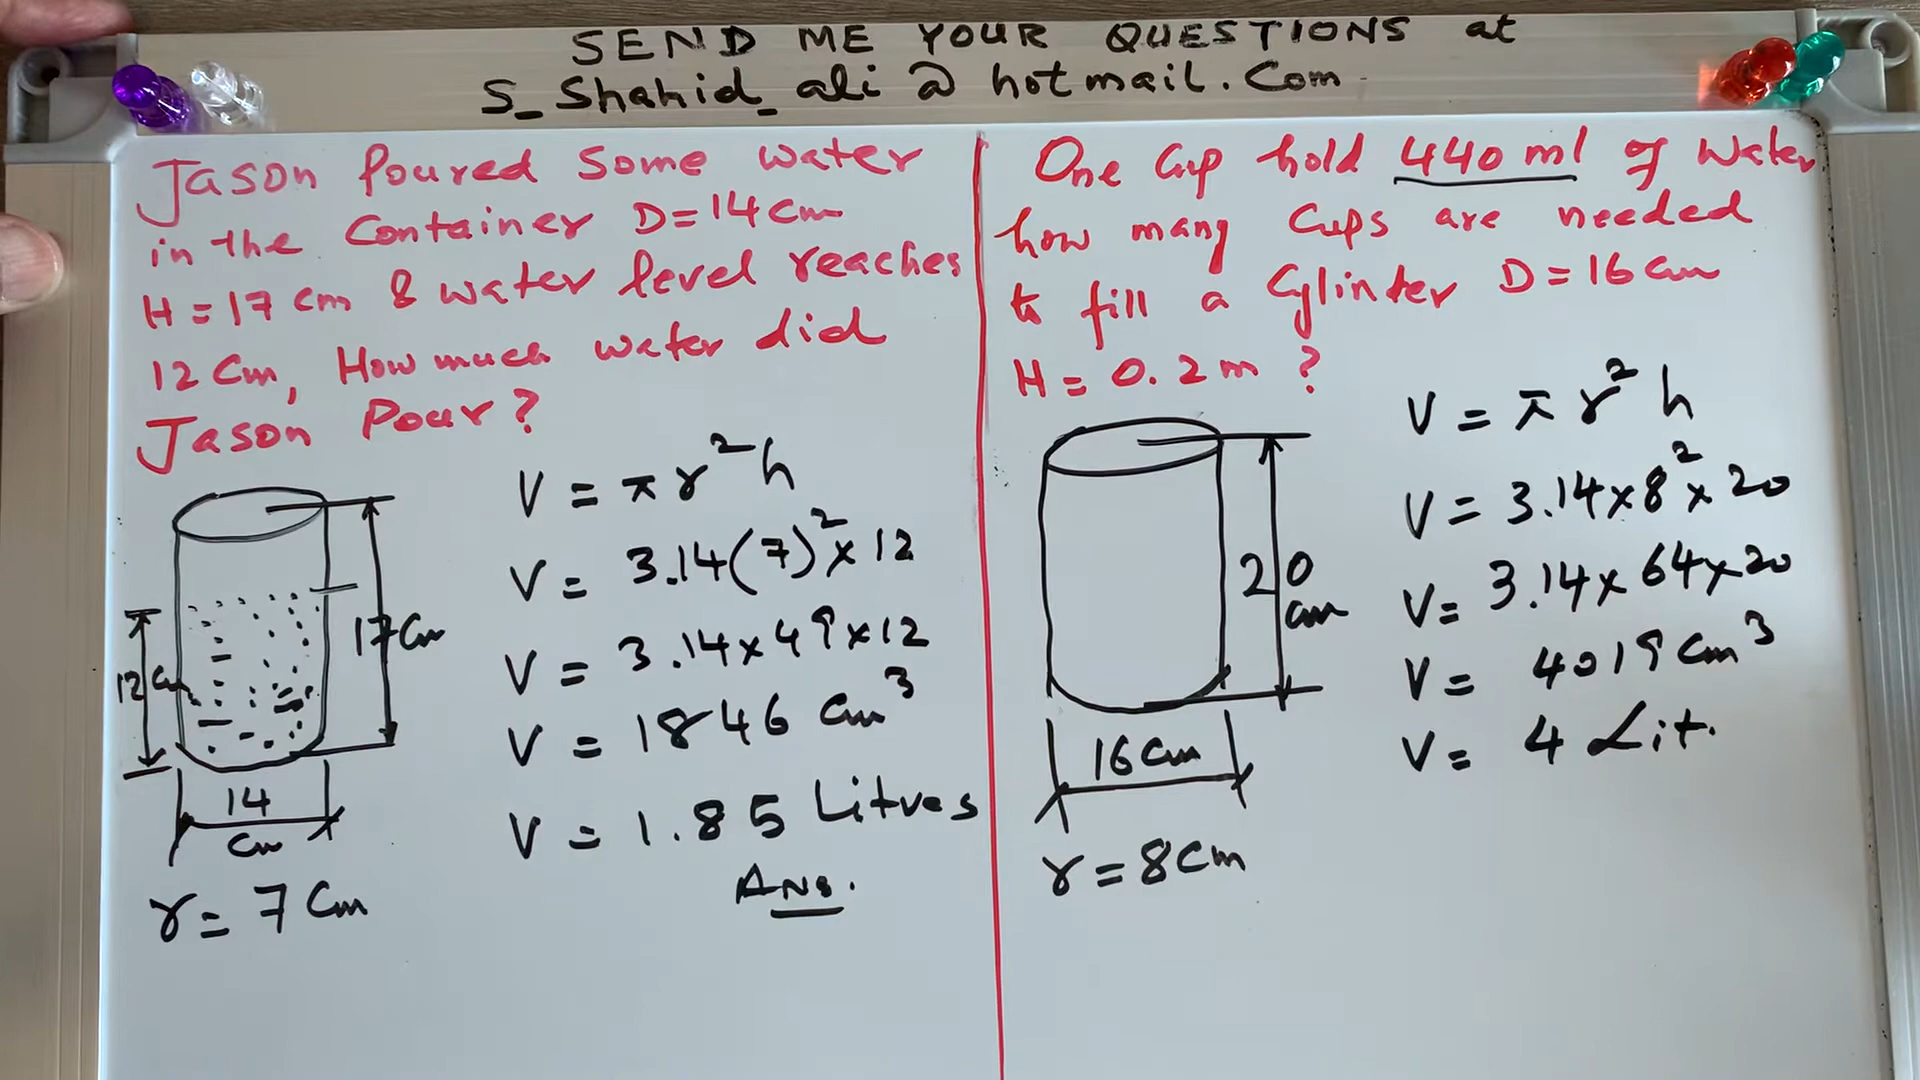 SEND ME YOUR QUESTIONS at
S_Shahid_ali @ hotmail.Com
Jason Poured Some water
in the Container D=14cm
H=17cm & water level reaches
12 Cm, How much water did
Jason Pour?
V = π r² h
V = 3.14(7)² × 12
V = 3.14×49×12
V = 1846 Cm³
V = 1.85 Litres
Ans.
17 Cm
12 Cm
14
Cm
r = 7 Cm
One Cup hold 440 ml of Water
how many Cups are needed
to fill a Cylinder D=16 Cm
H = 0.2 m ?
V = π r² h
V = 3.14×8²×20
V = 3.14×64×20
V = 4019 Cm³
V = 4 Lit.
20
cm
16 Cm
r = 8 Cm